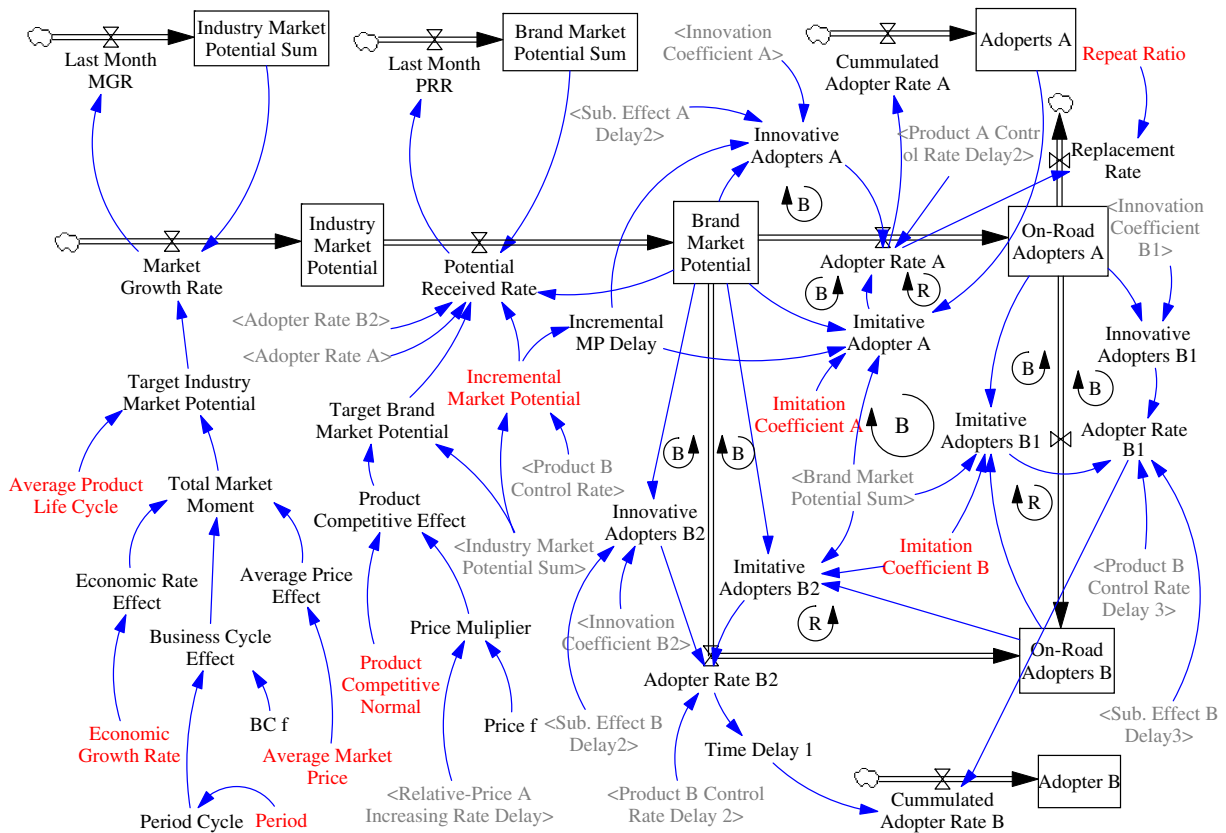 Industry Market
Potential Sum
Last Month
MGR
Brand Market
Potential Sum
Last Month
PRR
<Innovation
Coefficient A>
Adoperts A
Cummulated
Adopter Rate A
Repeat Ratio
<Sub. Effect A
Delay2>
Innovative
Adopters A
<Product A Contr
ol Rate Delay2>
Replacement
Rate
B
<Innovation
Coefficient
B1>
Industry
Market
Potential
Brand
Market
Potential
On-Road
Adopters A
Market
Growth Rate
Potential
Received Rate
Adopter Rate A
B
R
<Adopter Rate B2>
<Adopter Rate A>
Incremental
MP Delay
Imitative
Adopter A
Innovative
Adopters B1
B
B
Target Industry
Market Potential
Incremental
Market Potential
Target Brand
Market Potential
Imitation
Coefficient A
B
Imitative
Adopters B1
Adopter Rate
B1
B
B
Average Product
Life Cycle
Total Market
Moment
<Product B
Control Rate>
<Brand Market
Potential Sum>
Product
Competitive Effect
Innovative
Adopters B2
R
<Industry Market
Potential Sum>
Imitative
Adopters B2
Imitation
Coefficient B
<Product B
Control Rate
Delay 3>
Economic Rate
Effect
Average Price
Effect
Business Cycle
Effect
Price Muliplier
<Innovation
Coefficient B2>
R
Product
Competitive
Normal
Adopter Rate B2
On-Road
Adopters B
Economic
Growth Rate
BC f
Average Market
Price
Price f
<Sub. Effect B
Delay2>
Time Delay 1
<Sub. Effect B
Delay3>
<Relative-Price A
Increasing Rate Delay>
<Product B Control
Rate Delay 2>
Adopter B
Cummulated
Adopter Rate B
Period Cycle
Period